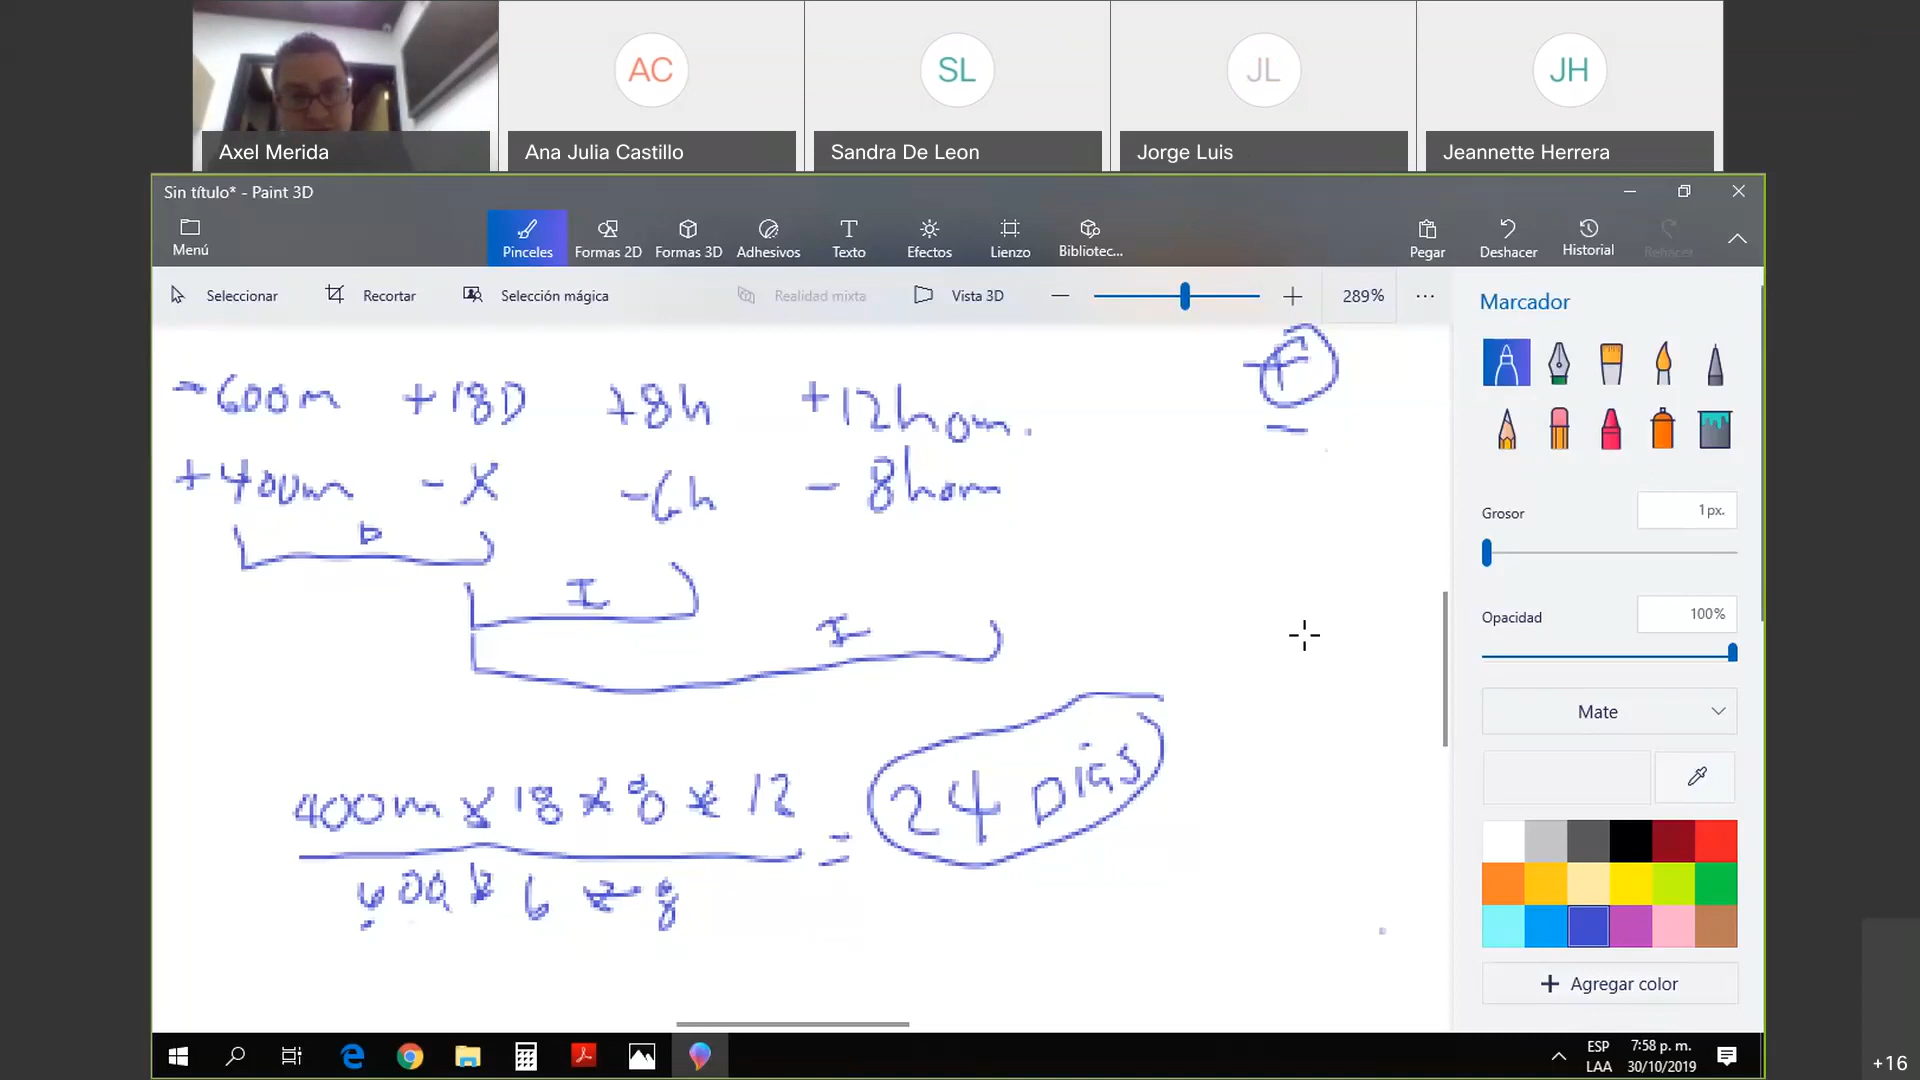 AC
SL
JL
JH
Axel Merida
Ana Julia Castillo
Sandra De Leon
Jorge Luis
Jeannette Herrera
Sin título* - Paint 3D
Menú
Pinceles
Formas 2D
Formas 3D
Adhesivos
Texto
Efectos
Lienzo
Bibliotec...
Pegar
Deshacer
Historial
Rehacer
Seleccionar
Recortar
Selección mágica
Realidad mixta
Vista 3D
289%
Marcador
Grosor
1px.
Opacidad
100%
Mate
Agregar color
- 600m + 18D + 8h + 12hom.
+ 400m - X - 6h - 8hom
D
I
I
400m x 18 x 8 x 12 = 24 Dias
600 x 6 x 8
ESP
LAA
7:58 p. m.
30/10/2019
+16